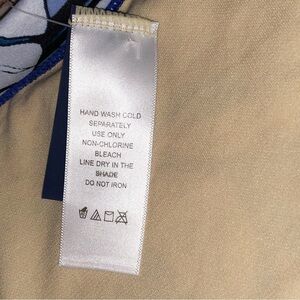 HAND WASH COLD
SEPARATELY
USE ONLY
NON-CHLORINE
BLEACH
LINE DRY IN THE
SHADE
DO NOT IRON